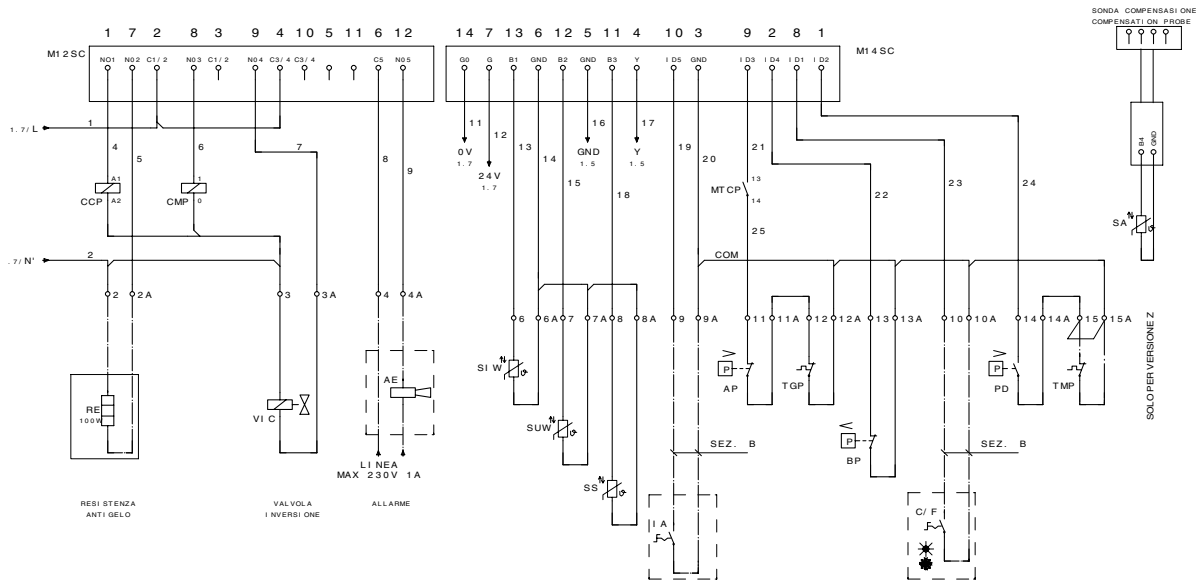 SONDA COMPENSASIONE
COMPENSATION PROBE
1 7 2 8 3 9 4 10 5 11 6 12
14 7 13 6 12 5 11 4 10 3 9 2 8 1
M12SC
NO1 NO2 C1/2 NO3 C1/2 NO4 C3/4 C3/4 C5 NO5
G0 G B1 GND B2 GND B3 Y ID5 GND ID3 ID4 ID1 ID2
M14SC
1.7/L
1
4
5
6
7
8
9
11
0V
1.7
12
24V
1.7
13
14
15
16
GND
1.5
17
Y
1.5
18
19
20
21
22
23
24
25
B4
GND
SA
CCP
A1
A2
CMP
1
0
MTCP
13
14
.7/N'
2
COM
2 2A 3 3A 4 4A
6 6A 7 7A 8 8A 9 9A 11 11A 12 12A 13 13A 10 10A 14 14A 15 15A
SOLO PER VERSIONE Z
RE
100W
VIC
AE
LINEA
MAX 230V 1A
SIW
SUW
SS
P
AP
TGP
P
BP
P
PD
TMP
SEZ. B
SEZ. B
IA
C/F
RESISTENZA
ANTIGELO
VALVOLA
INVERSIONE
ALLARME